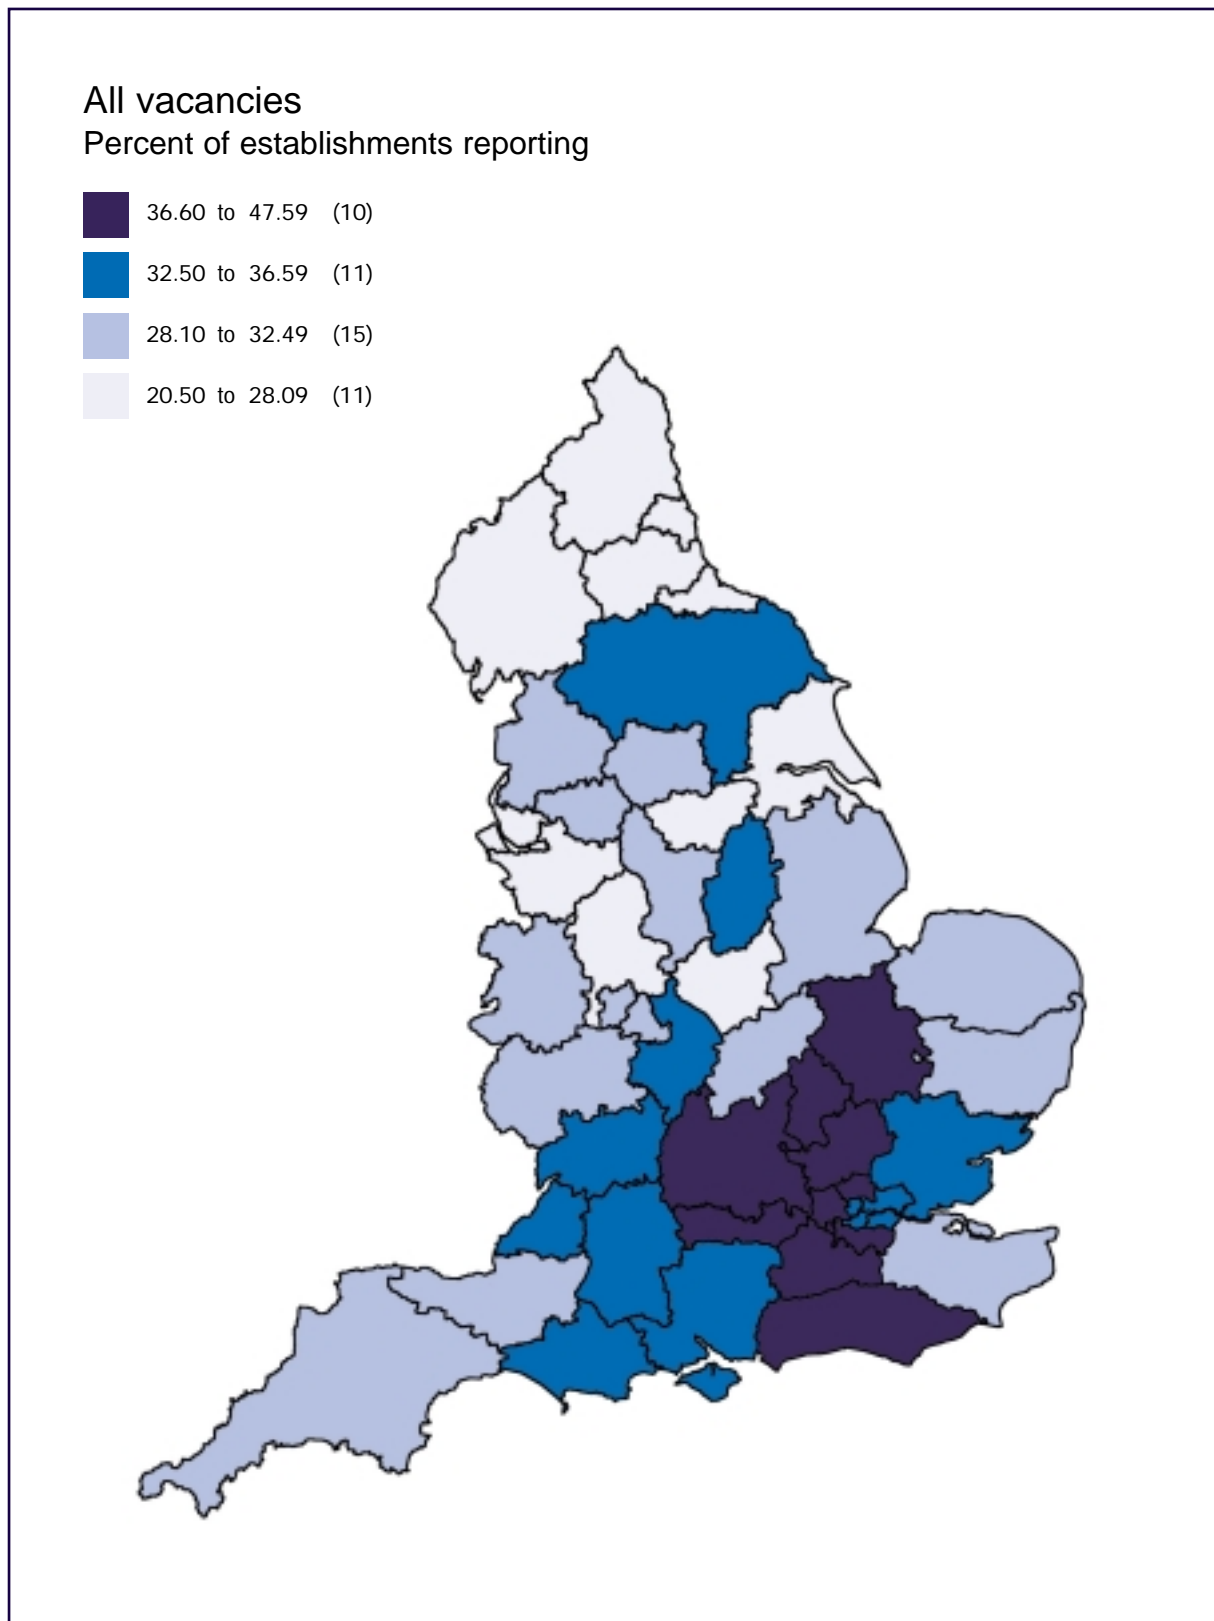 All vacancies
Percent of establishments reporting
36.60 to 47.59 (10)
32.50 to 36.59 (11)
28.10 to 32.49 (15)
20.50 to 28.09 (11)